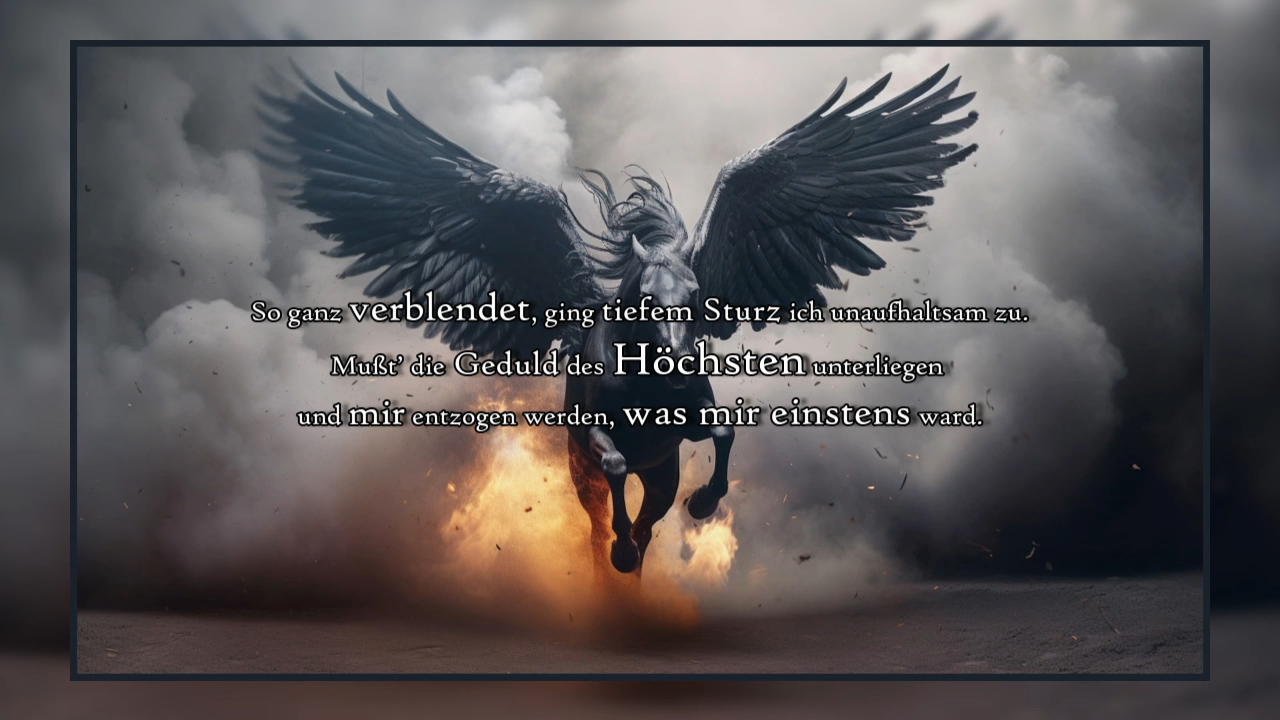 So ganz verblendet, ging tiefem Sturz ich unaufhaltsam zu.
Mußt’ die Geduld des Höchsten unterliegen
und mir entzogen werden, was mir einstens ward.